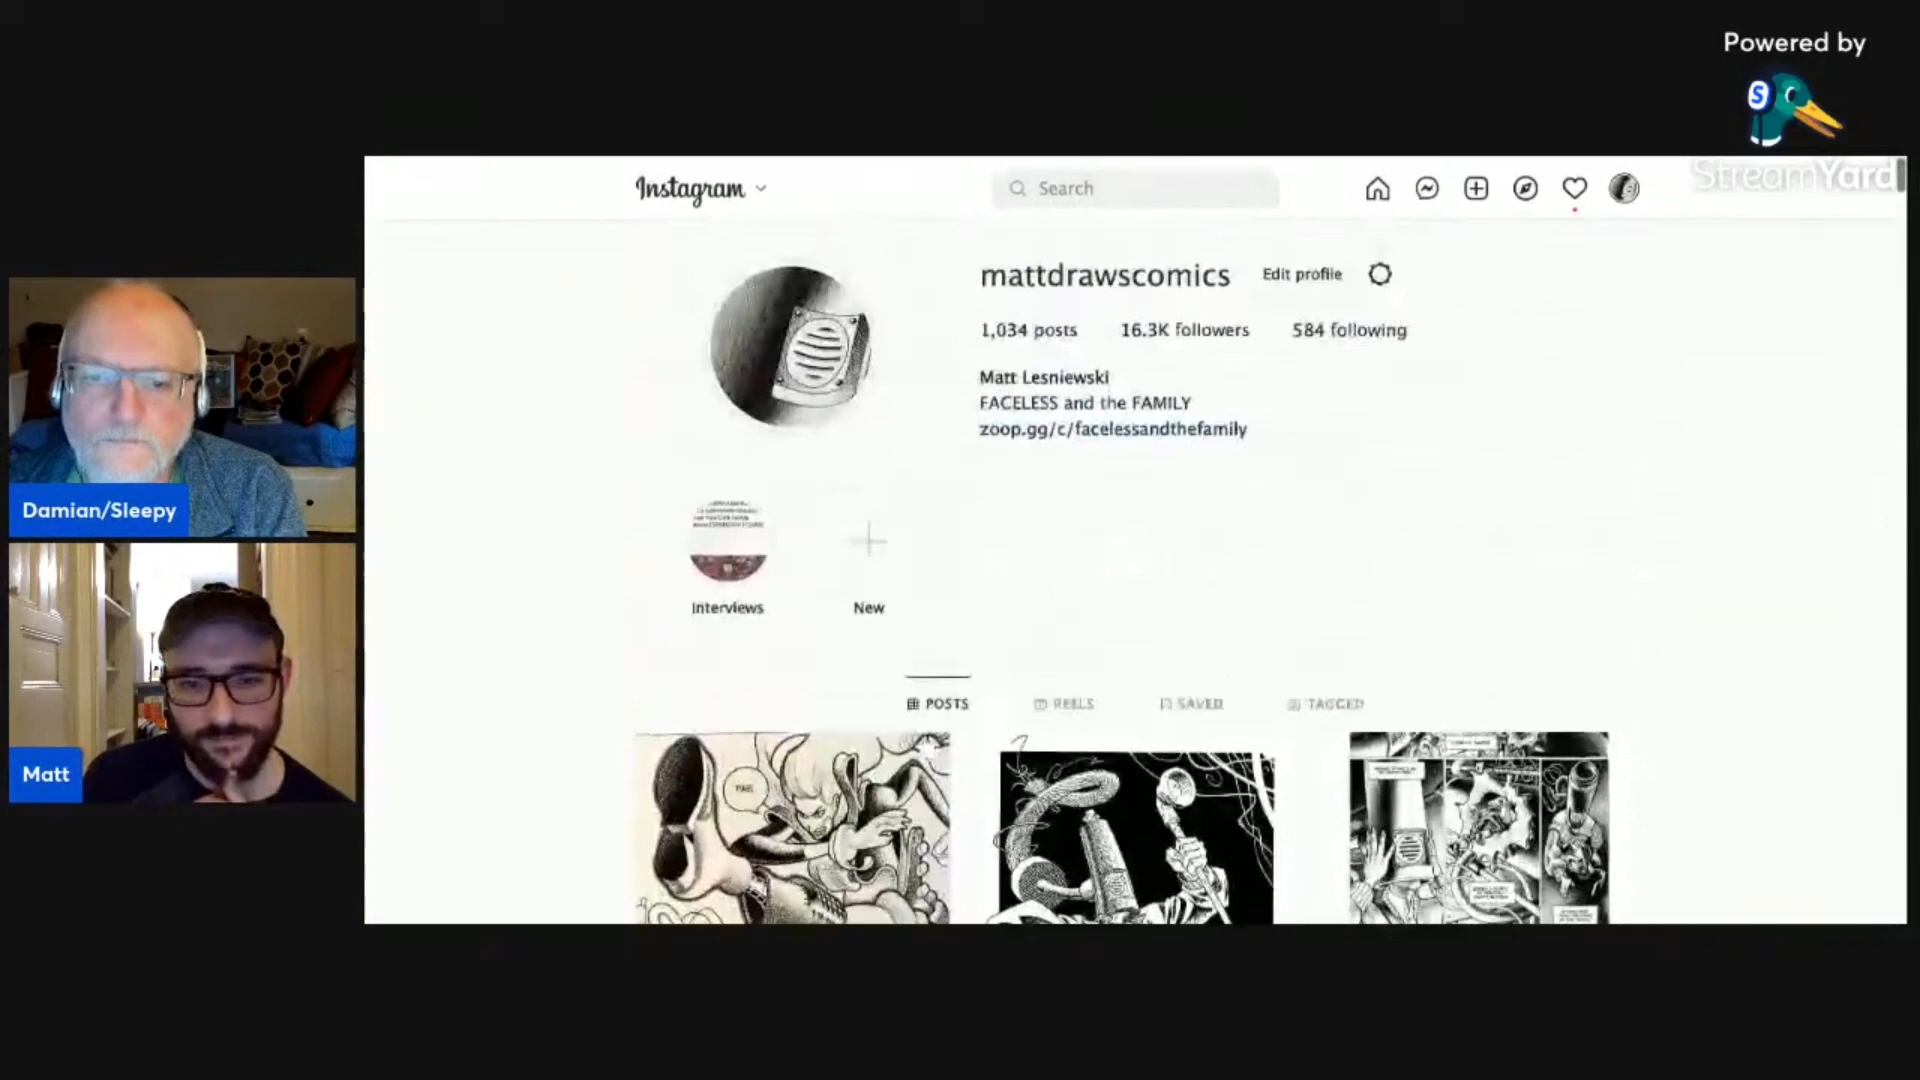 Powered by
StreamYard
Instagram
Search
mattdrawscomics
Edit profile
1,034 posts
16.3K followers
584 following
Matt Lesniewski
FACELESS and the FAMILY
zoop.gg/c/facelessandthefamily
Damian/Sleepy
Interviews
New
POSTS
REELS
SAVED
TAGGED
Matt